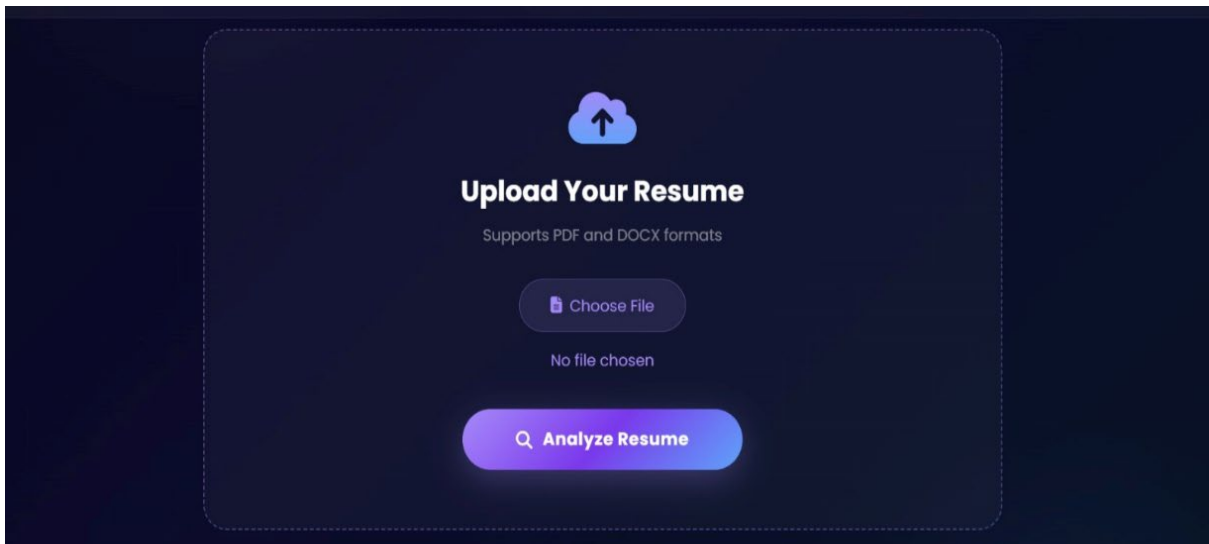 Upload Your Resume
Supports PDF and DOCX formats
Choose File
No file chosen
Analyze Resume